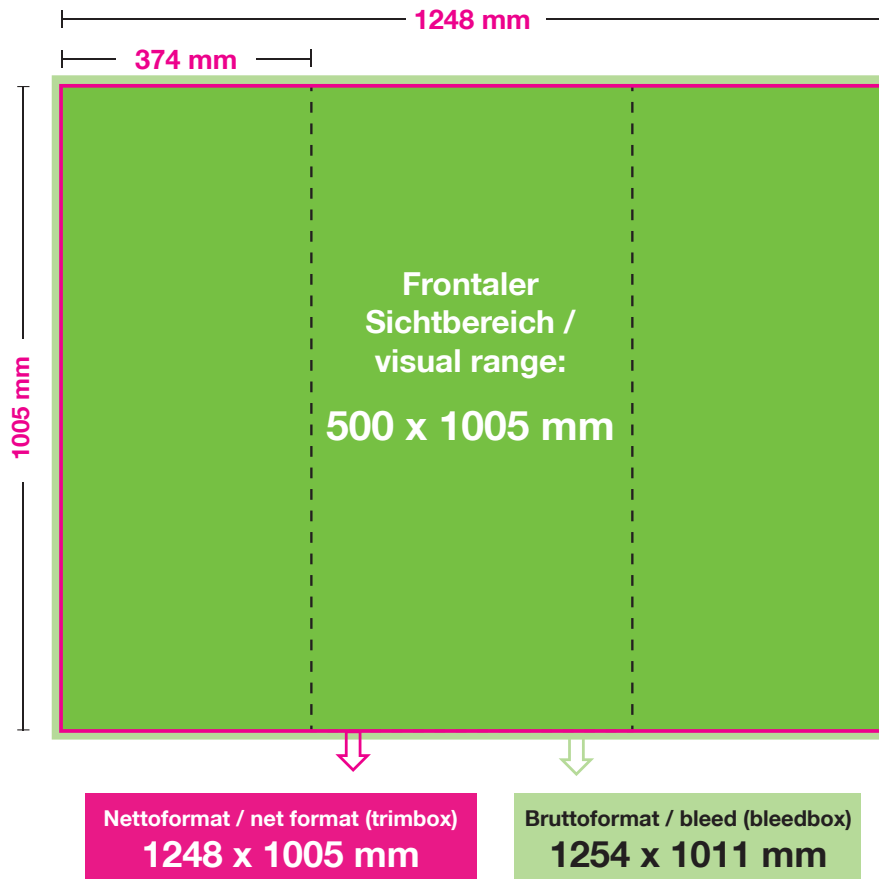 1248 mm
374 mm
1005 mm
Frontaler
Sichtbereich /
visual range:
500 x 1005 mm
Nettoformat / net format (trimbox)
1248 x 1005 mm
Bruttoformat / bleed (bleedbox)
1254 x 1011 mm